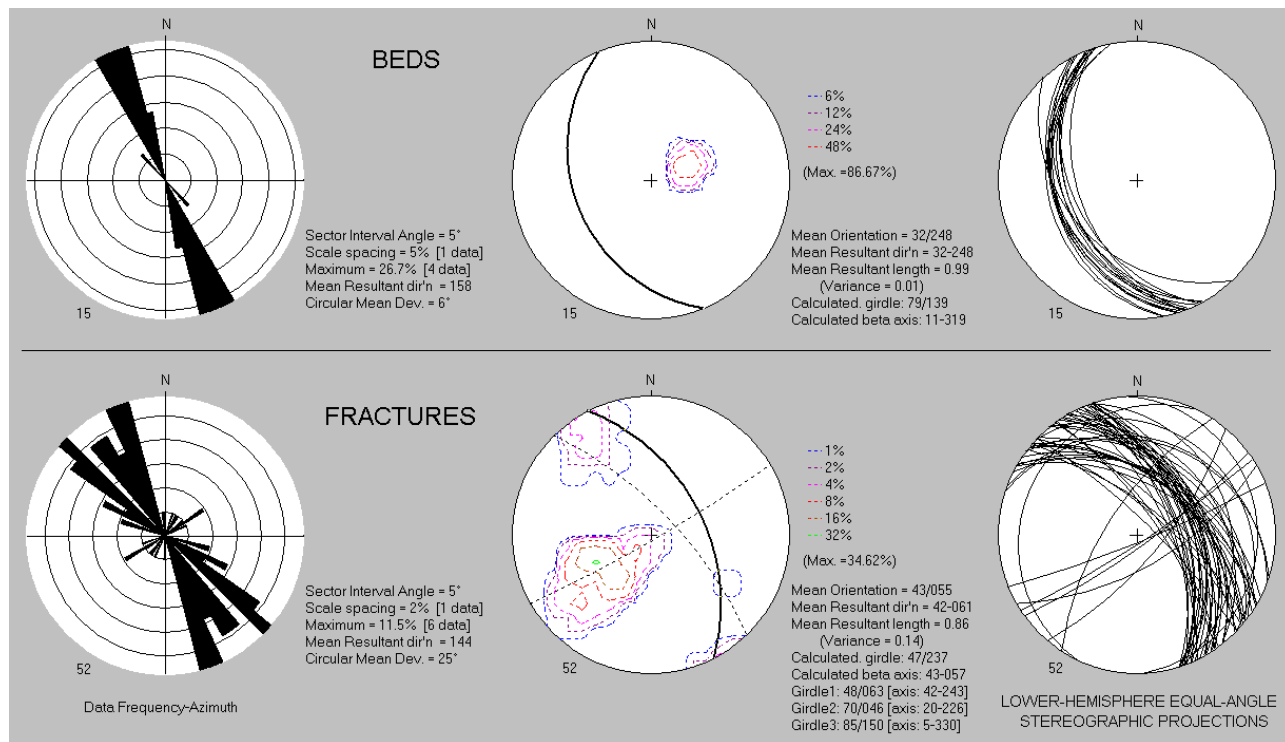 N
N
N
BEDS
6%
12%
24%
48%
(Max. =86.67%)
Sector Interval Angle = 5°
Scale spacing = 5% [1 data]
Maximum = 26.7% [4 data]
Mean Resultant dir'n = 158
Circular Mean Dev. = 6°
Mean Orientation = 32/248
Mean Resultant dir'n = 32-248
Mean Resultant length = 0.99
(Variance = 0.01)
Calculated. girdle: 79/139
Calculated beta axis: 11-319
15
15
15
N
N
N
FRACTURES
1%
2%
4%
8%
16%
32%
(Max. =34.62%)
Sector Interval Angle = 5°
Scale spacing = 2% [1 data]
Maximum = 11.5% [6 data]
Mean Resultant dir'n = 144
Circular Mean Dev. = 25°
Mean Orientation = 43/055
Mean Resultant dir'n = 42-061
Mean Resultant length = 0.86
(Variance = 0.14)
Calculated. girdle: 47/237
Calculated beta axis: 43-057
Girdle1: 48/063 [axis: 42-243]
Girdle2: 70/046 [axis: 20-226]
Girdle3: 85/150 [axis: 5-330]
52
52
52
Data Frequency-Azimuth
LOWER-HEMISPHERE EQUAL-ANGLE
STEREOGRAPHIC PROJECTIONS